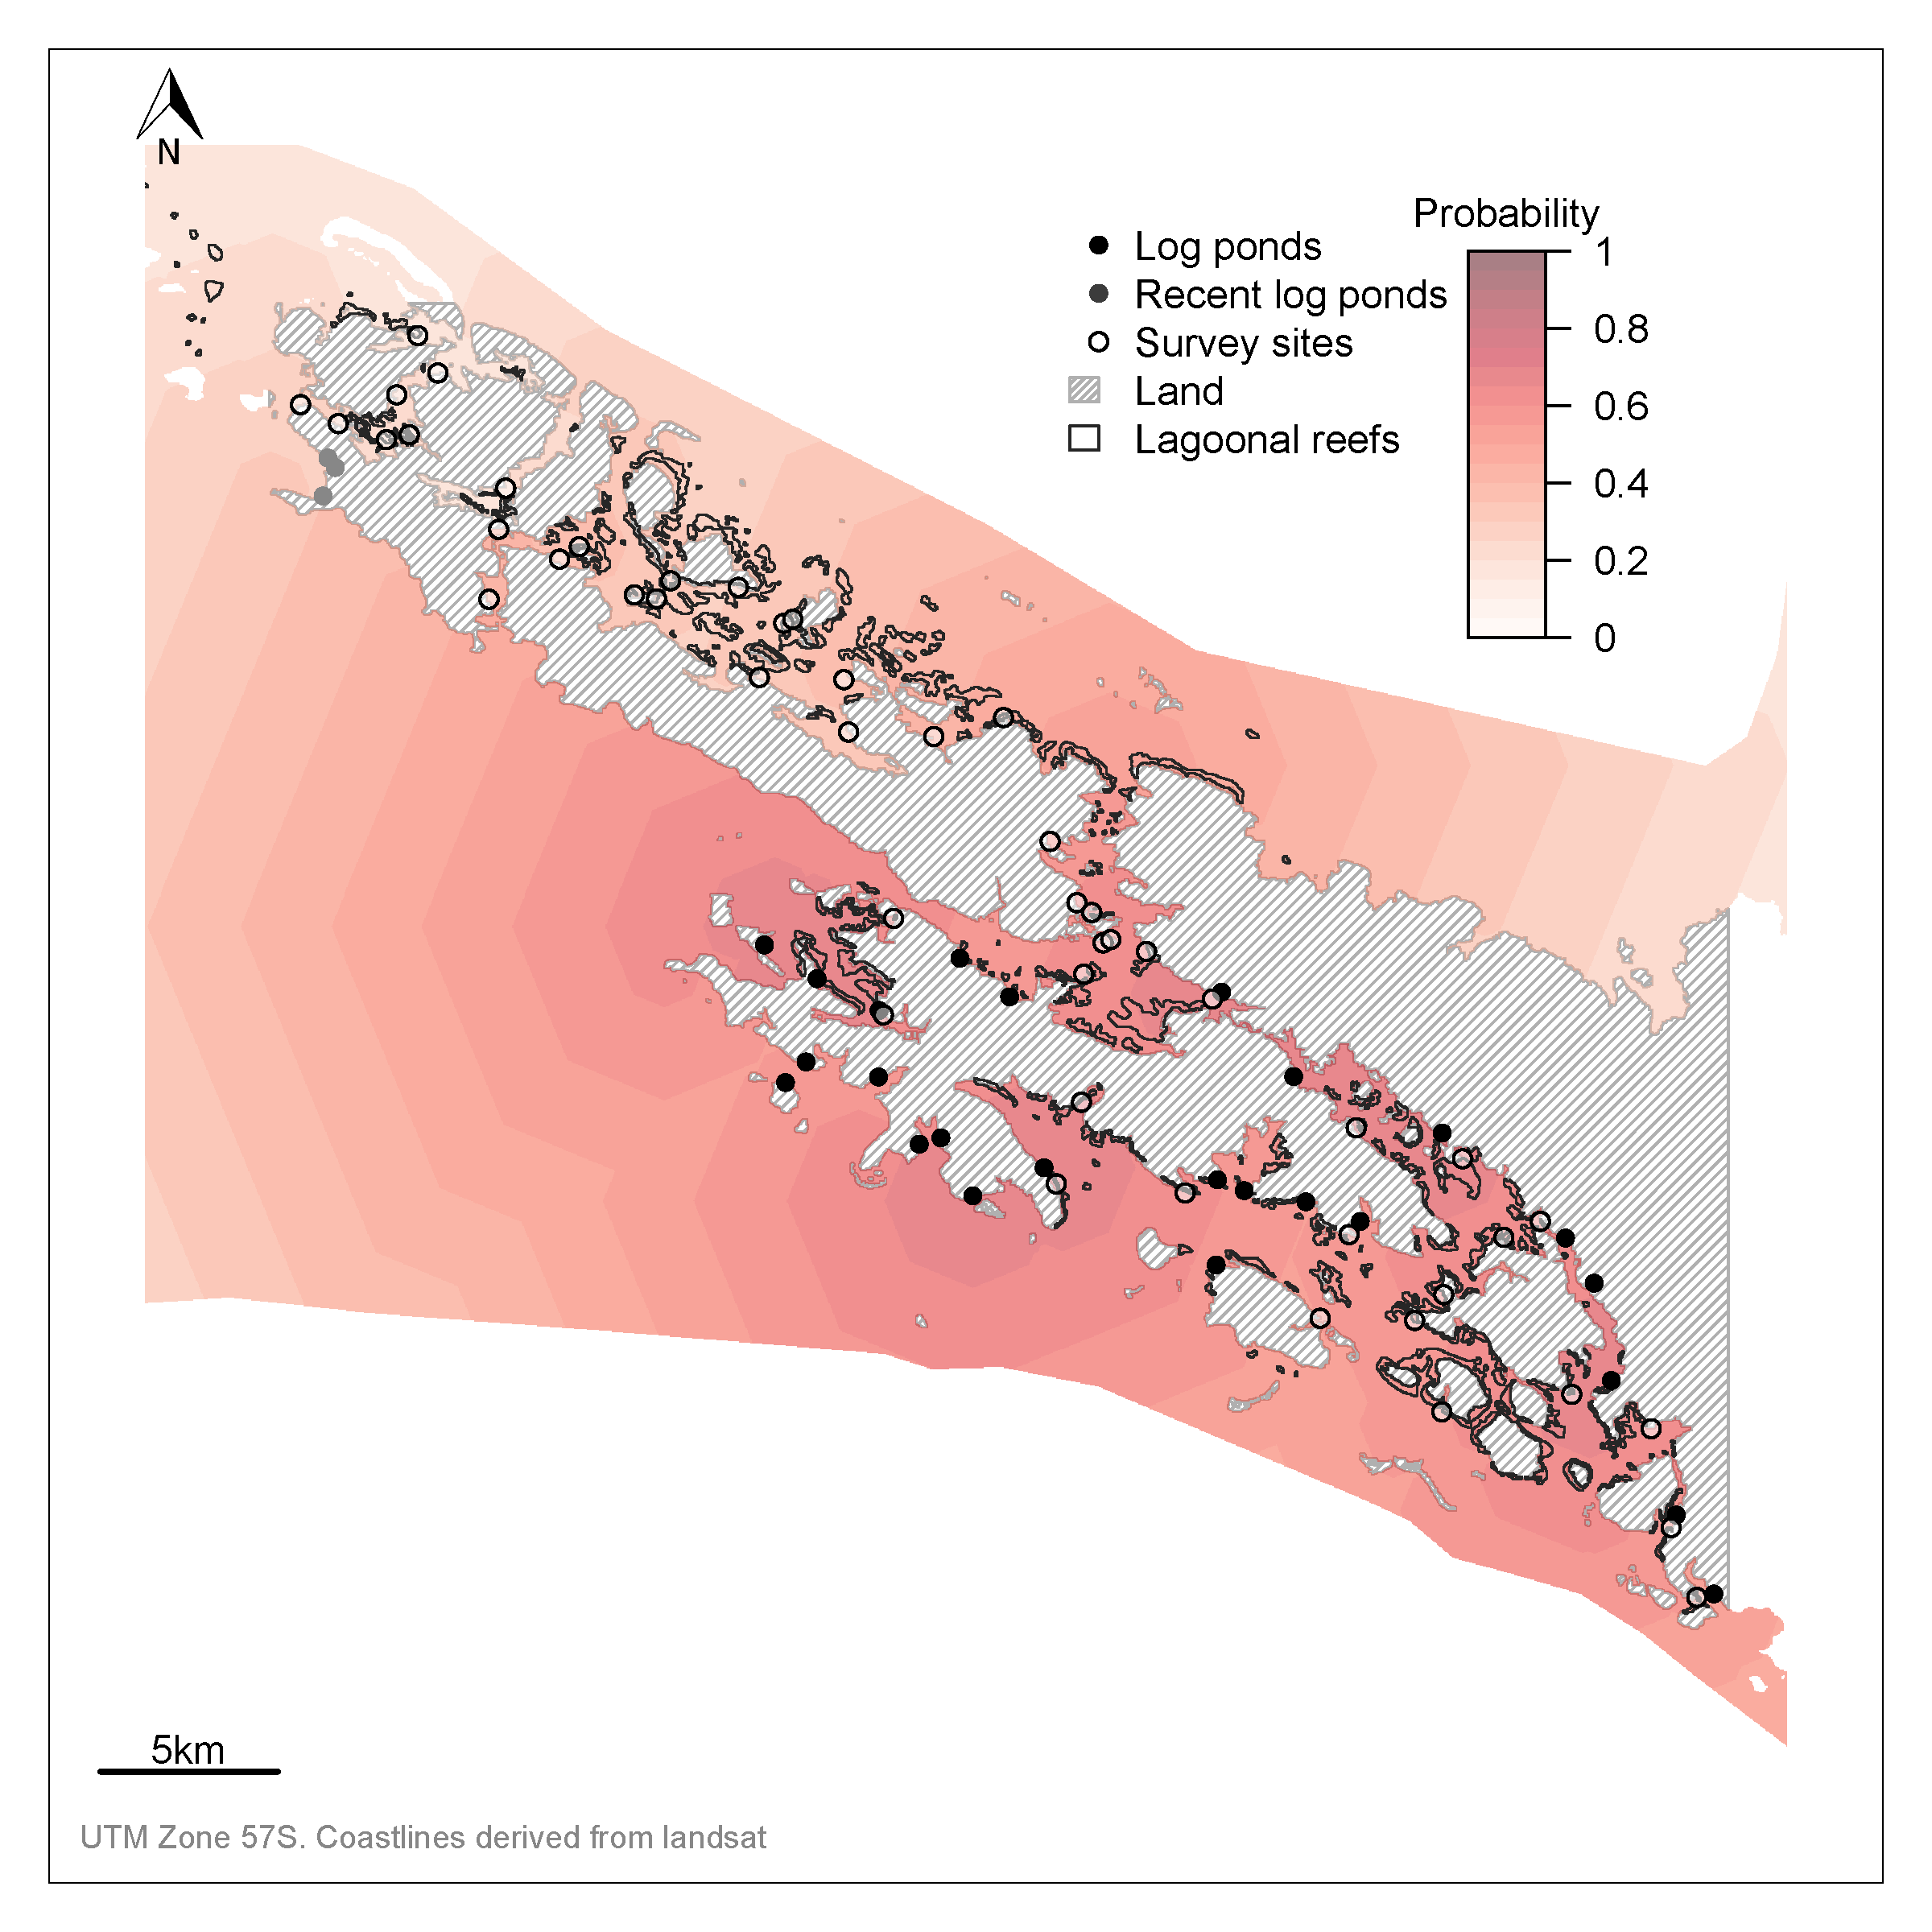 N
Probability
Log ponds
Recent log ponds
Survey sites
Land
Lagoonal reefs
1
0.8
0.6
0.4
0.2
0
5km
UTM Zone 57S. Coastlines derived from landsat